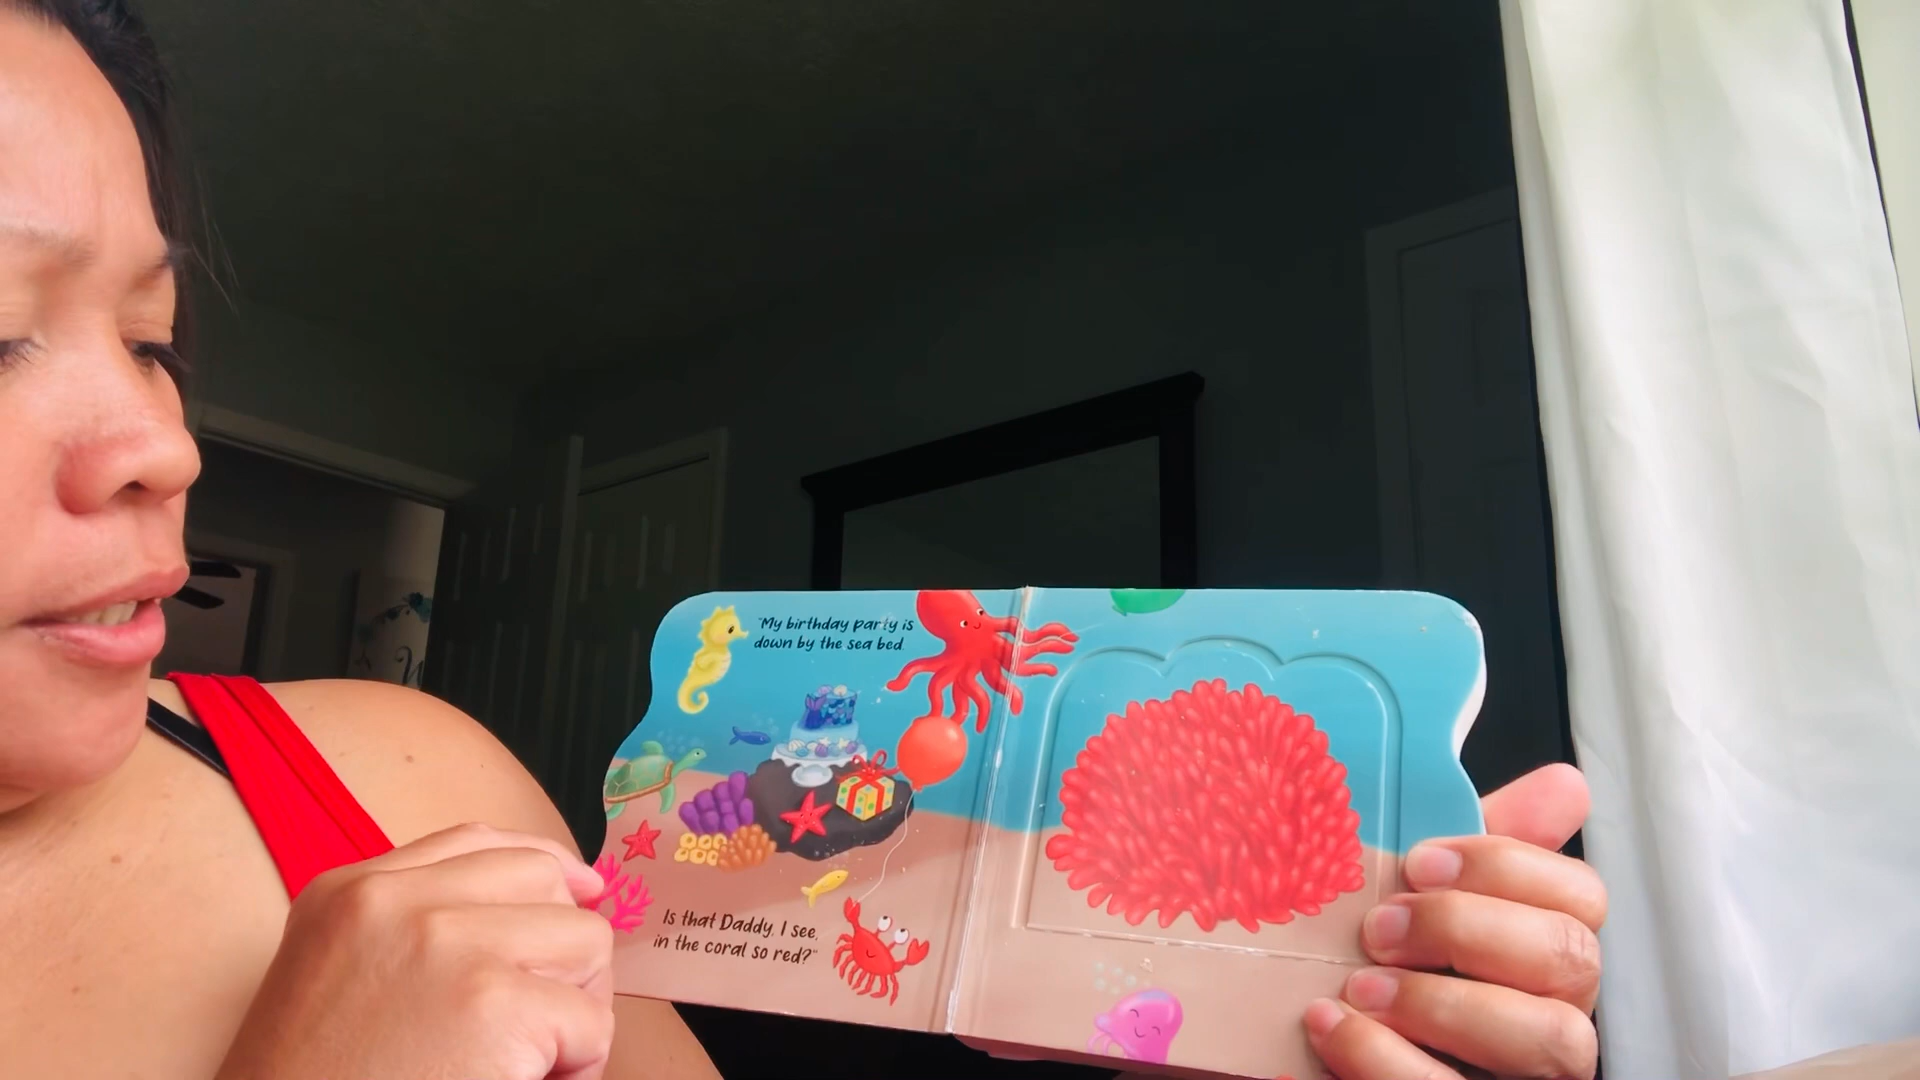 "My birthday party is
down by the sea bed.
Is that Daddy, I see,
in the coral so red?"